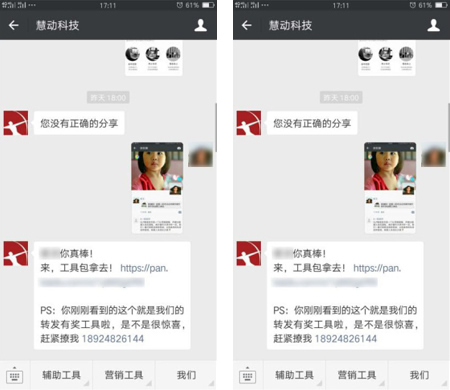 17:11
61%
慧动科技
昨天 18:00
您没有正确的分享
你真棒!
来,工具包拿去! https://pan.
PS: 你刚刚看到的这个就是我们的
转发有奖工具啦,是不是很惊喜,
赶紧撩我 18924826144
辅助工具
营销工具
我们
17:11
61%
慧动科技
昨天 18:00
您没有正确的分享
你真棒!
来,工具包拿去! https://pan.
PS: 你刚刚看到的这个就是我们的
转发有奖工具啦,是不是很惊喜,
赶紧撩我 18924826144
辅助工具
营销工具
我们